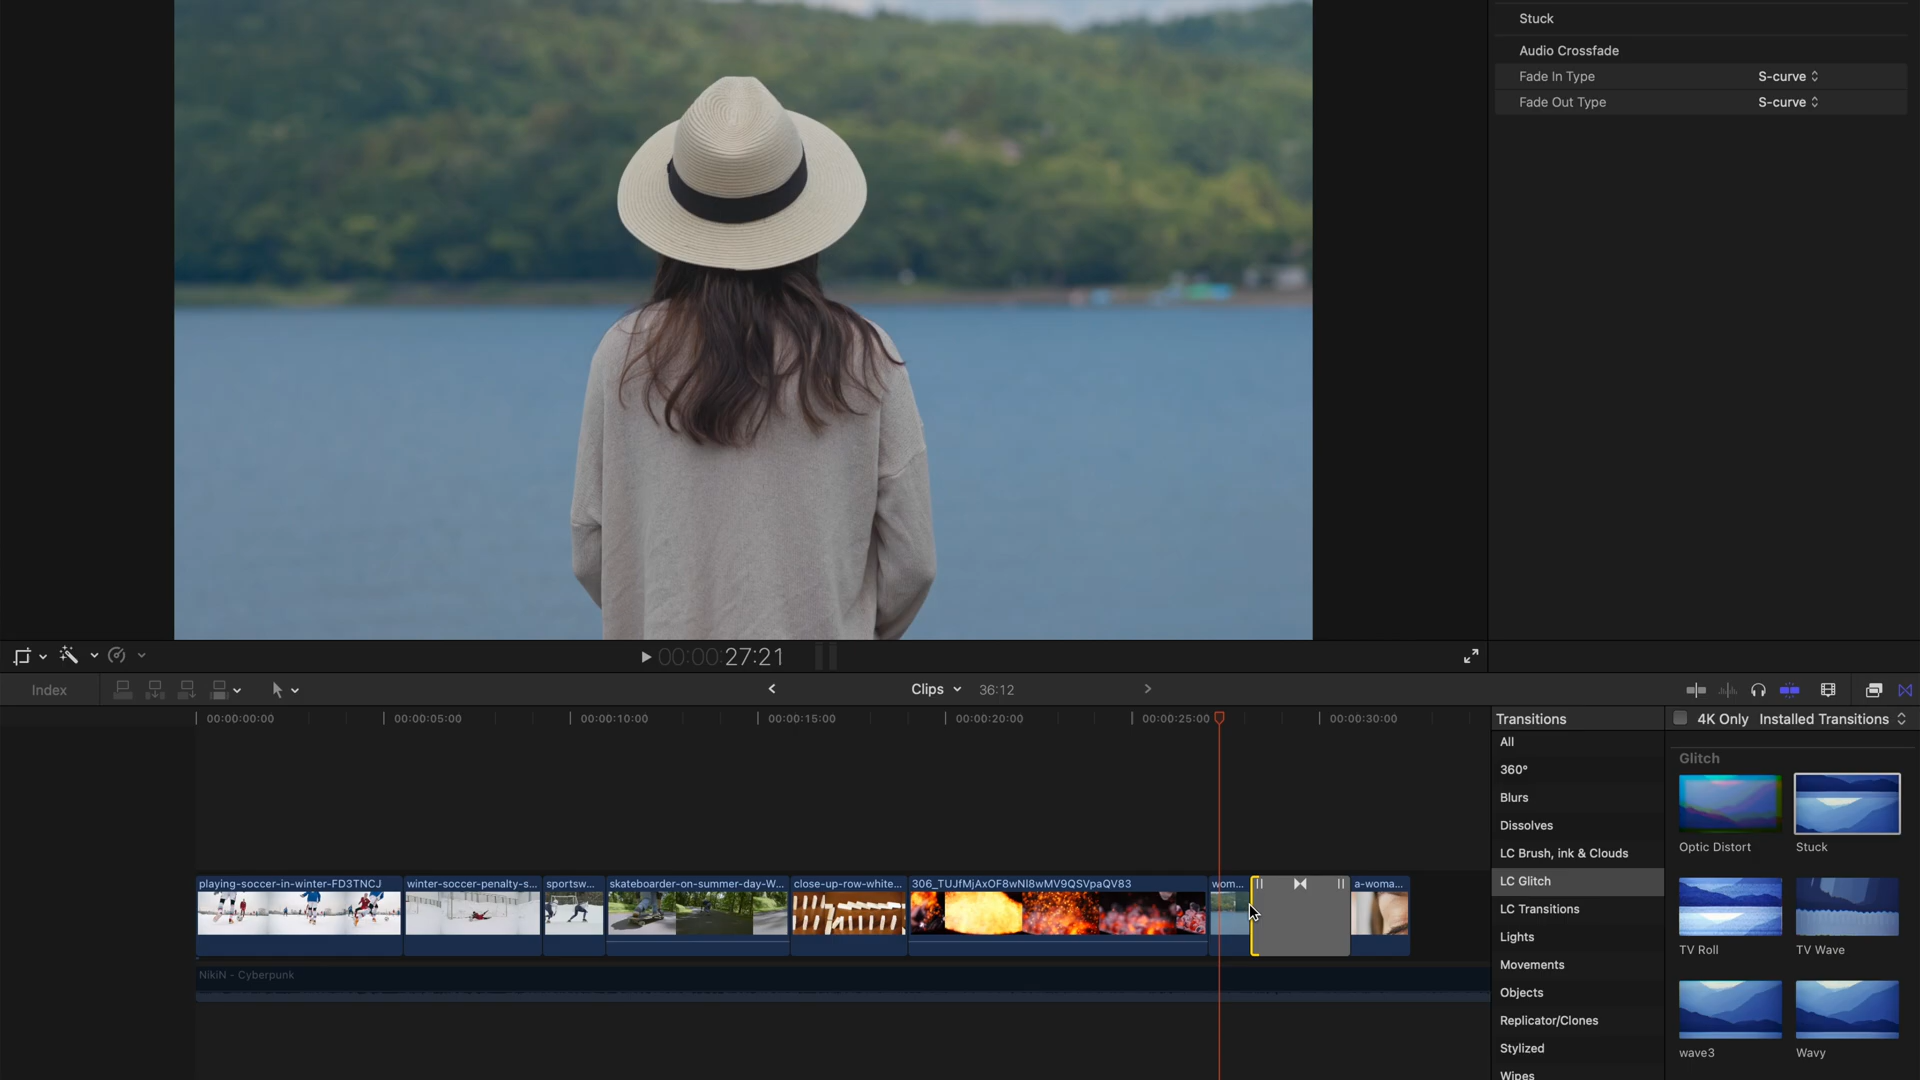 Stuck
Audio Crossfade
Fade In Type S-curve
Fade Out Type S-curve
00:00:00:27:21
Index
Clips 36:12
00:00:00:00
00:00:05:00
00:00:10:00
00:00:15:00
00:00:20:00
00:00:25:00
00:00:30:00
Transitions
4K Only Installed Transitions
All
360°
Blurs
Dissolves
LC Brush, ink & Clouds
LC Glitch
LC Transitions
Lights
Movements
Objects
Replicator/Clones
Stylized
Wipes
Glitch
Optic Distort
Stuck
TV Roll
TV Wave
wave3
Wavy
playing-soccer-in-winter-FD3TNCJ
winter-soccer-penalty-s...
sportsw...
skateboarder-on-summer-day-W...
close-up-row-white...
306_TUJfMjAxOF8wNl8wMV9QSVpaQV83
wom...
a-woma...
NikiN - Cyberpunk